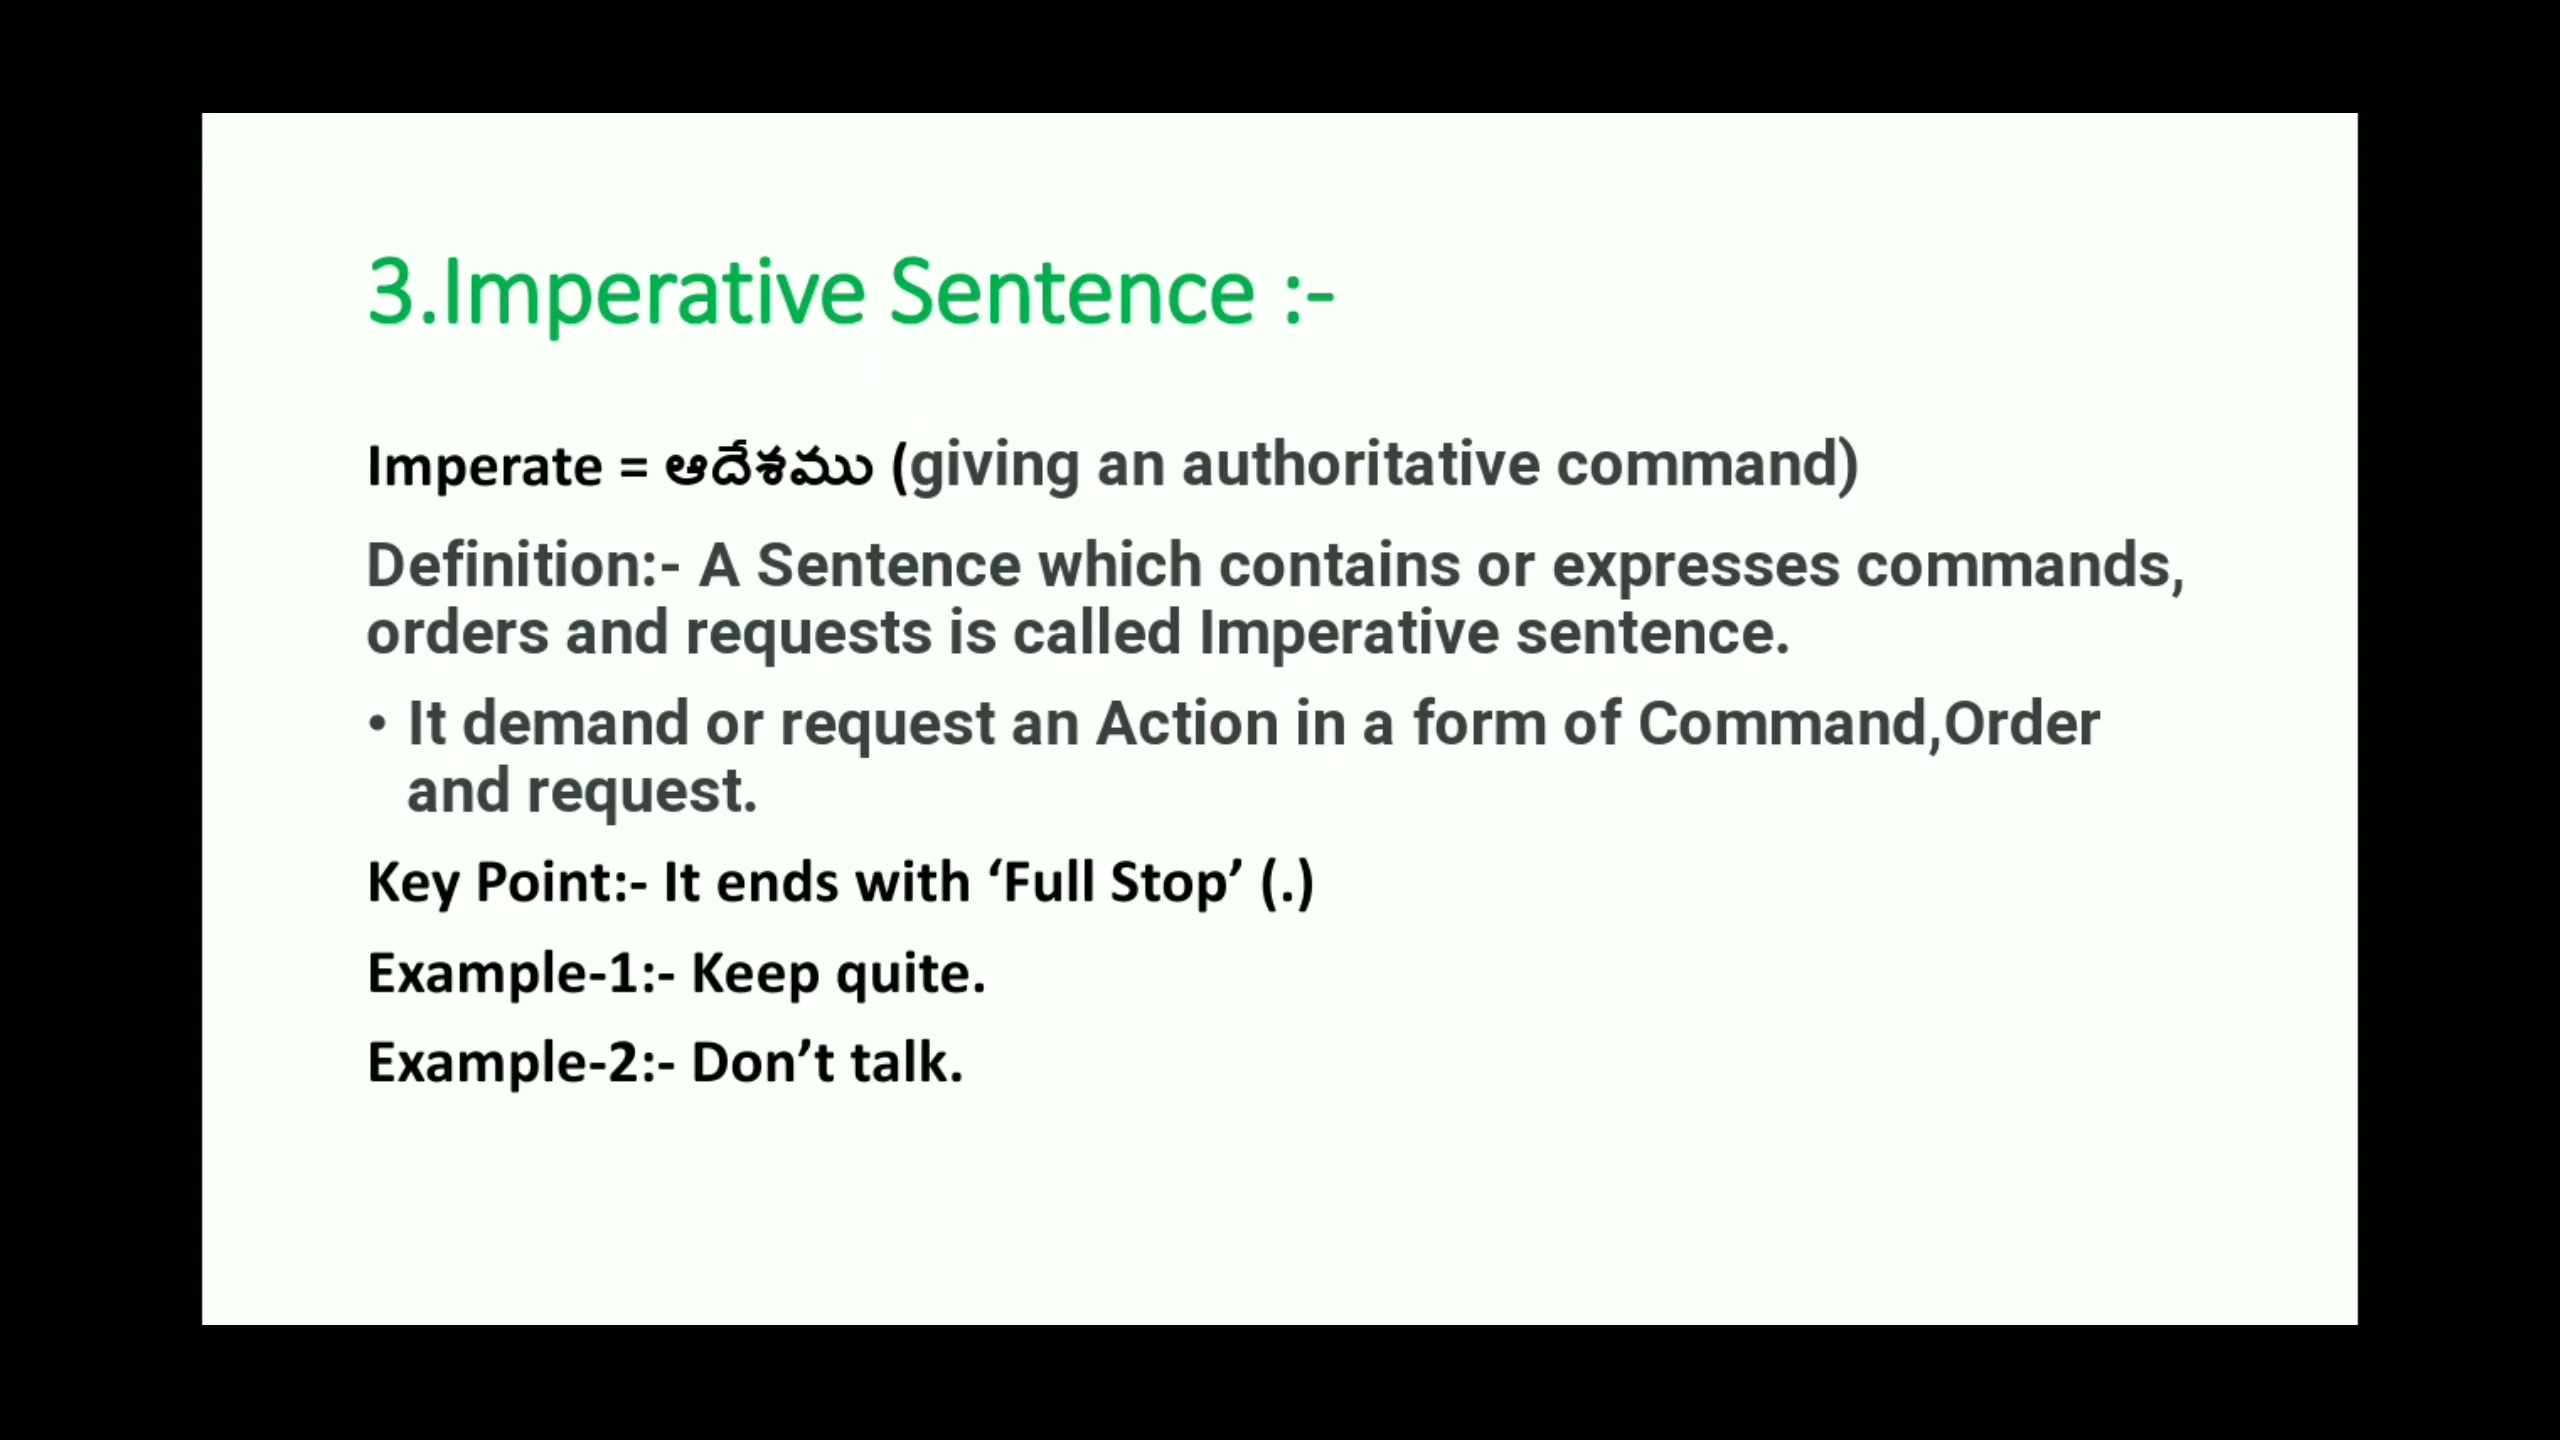 3.Imperative Sentence :-
Imperate = ఆదేశము (giving an authoritative command)
Definition:- A Sentence which contains or expresses commands,
orders and requests is called Imperative sentence.
• It demand or request an Action in a form of Command,Order
and request.
Key Point:- It ends with ‘Full Stop’ (.)
Example-1:- Keep quite.
Example-2:- Don’t talk.